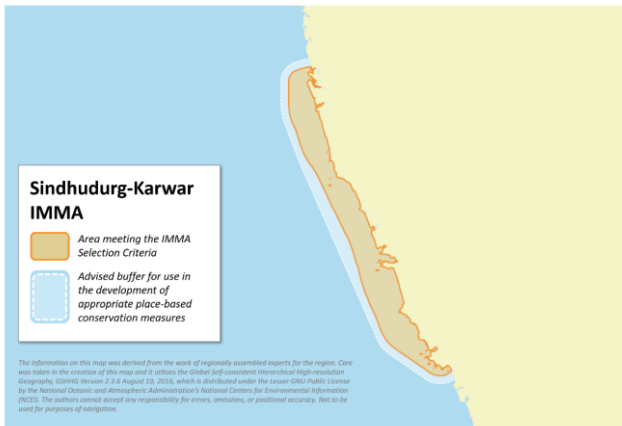 Sindhudurg-Karwar
IMMA
Area meeting the IMMA
Selection Criteria
Advised buffer for use in
the development of
appropriate place-based
conservation measures
The information on this map was derived from the work of regionally assembled experts for the region. Care
was taken in the creation of this map and it utilises the Global Self-consistent Hierarchical High-resolution
Geography, GSHHG Version 2.3.6 August 19, 2016, which is distributed under the Lesser GNU Public License
by the National Oceanic and Atmospheric Administration's National Centers for Environmental Information
(NCEI). The authors cannot accept any responsibility for errors, omissions, or positional accuracy. Not to be
used for purposes of navigation.